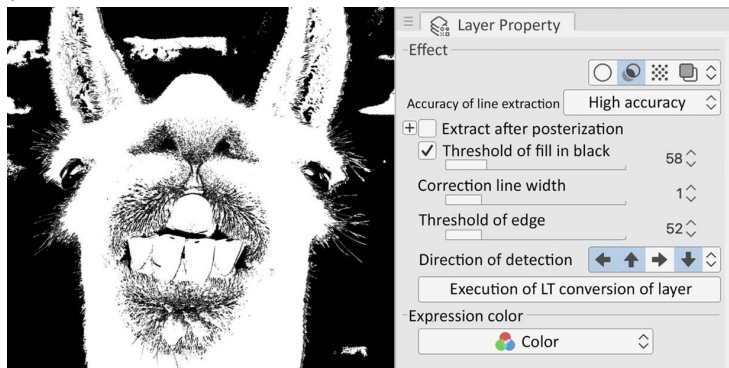 Layer Property
Effect
Accuracy of line extraction High accuracy
Extract after posterization
Threshold of fill in black 58
Correction line width 1
Threshold of edge 52
Direction of detection
Execution of LT conversion of layer
Expression color
Color